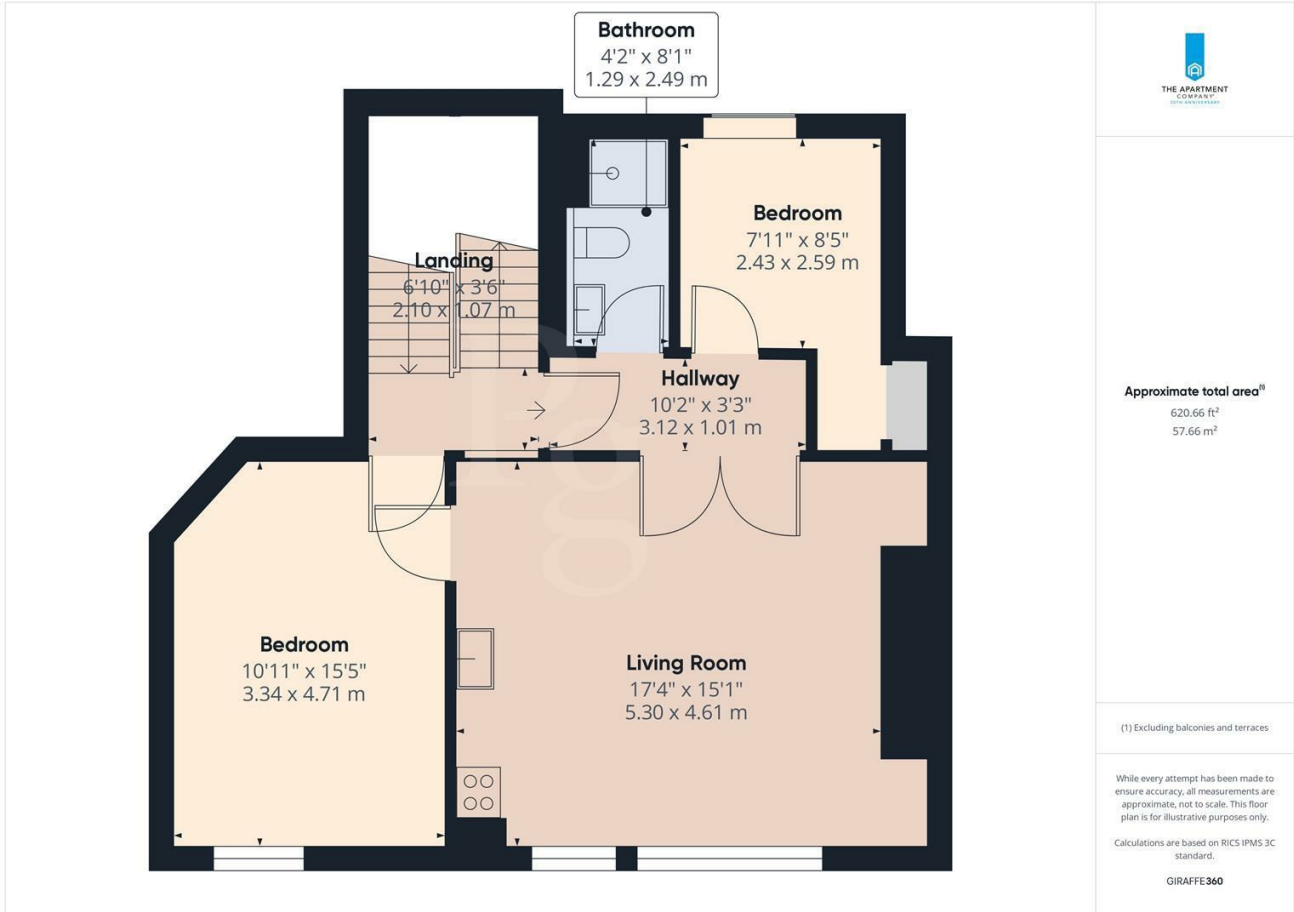 Bathroom
4'2" x 8'1"
1.29 x 2.49 m
Bedroom
7'11" x 8'5"
2.43 x 2.59 m
Landing
6'10" x 3'6"
2.10 x 1.07 m
Hallway
10'2" x 3'3"
3.12 x 1.01 m
Bedroom
10'11" x 15'5"
3.34 x 4.71 m
Living Room
17'4" x 15'1"
5.30 x 4.61 m
THE APARTMENT
COMPANY
20TH ANNIVERSARY
Approximate total area(1)
620.66 ft²
57.66 m²
(1) Excluding balconies and terraces
While every attempt has been made to
ensure accuracy, all measurements are
approximate, not to scale. This floor
plan is for illustrative purposes only.
Calculations are based on RICS IPMS 3C
standard.
GIRAFFE360